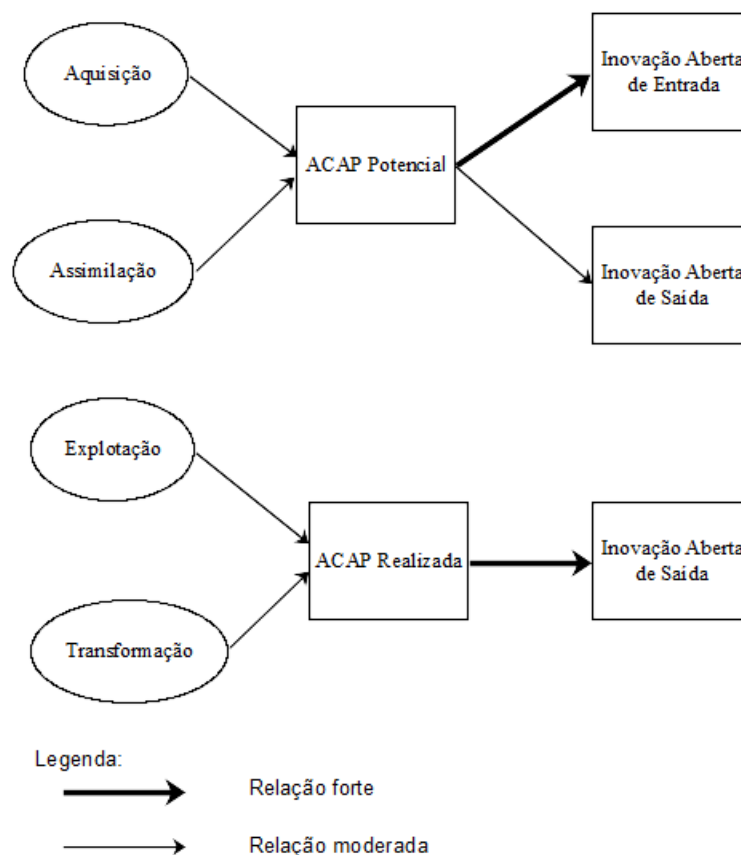 Aquisição
Inovação Aberta
de Entrada
ACAP Potencial
Assimilação
Inovação Aberta
de Saída
Explotação
ACAP Realizada
Inovação Aberta
de Saída
Transformação
Legenda:
Relação forte
Relação moderada